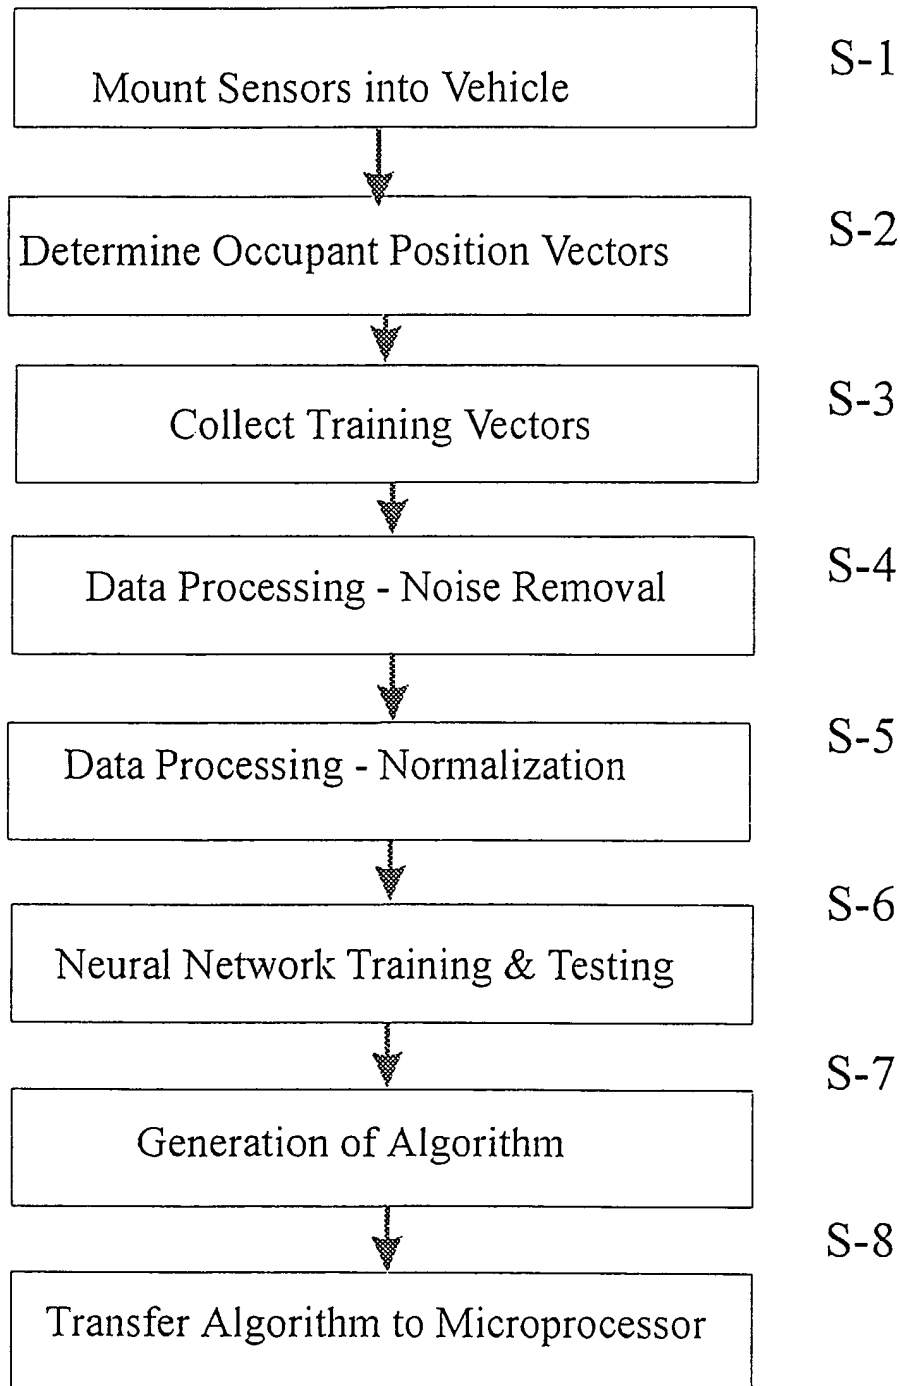 Mount Sensors into Vehicle
S-1
Determine Occupant Position Vectors
S-2
Collect Training Vectors
S-3
Data Processing - Noise Removal
S-4
Data Processing - Normalization
S-5
Neural Network Training & Testing
S-6
Generation of Algorithm
S-7
Transfer Algorithm to Microprocessor
S-8